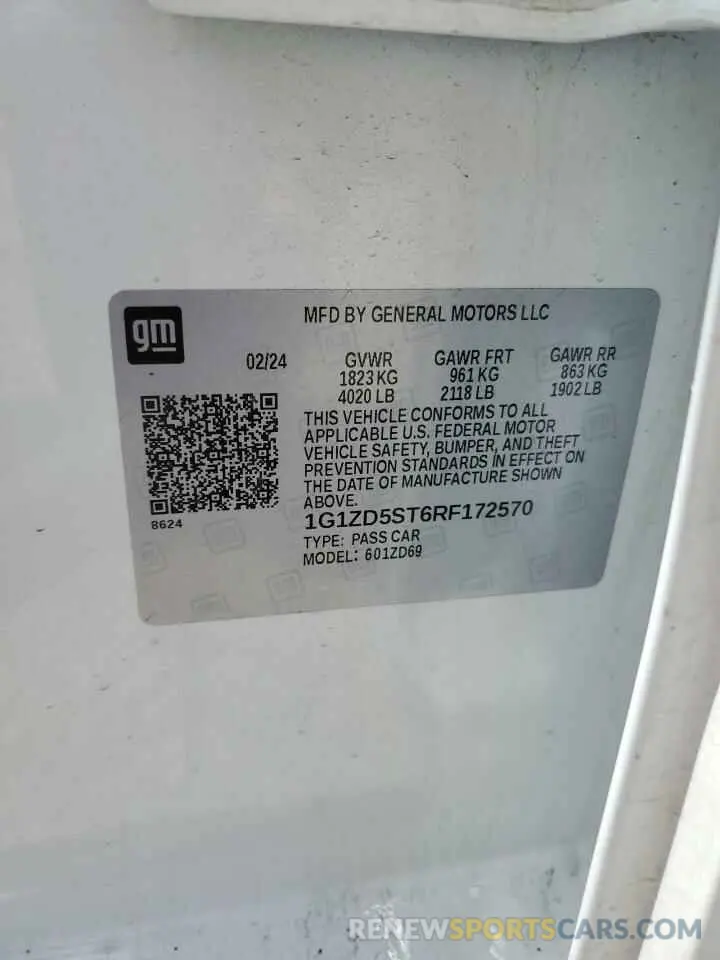 gm
MFD BY GENERAL MOTORS LLC
02/24 GVWR GAWR FRT GAWR RR
1823 KG 961 KG 863 KG
4020 LB 2118 LB 1902 LB
THIS VEHICLE CONFORMS TO ALL
APPLICABLE U.S. FEDERAL MOTOR
VEHICLE SAFETY, BUMPER, AND THEFT
PREVENTION STANDARDS IN EFFECT ON
THE DATE OF MANUFACTURE SHOWN
ABOVE.
8624
1G1ZD5ST6RF172570
TYPE: PASS CAR
MODEL: 601ZD69
RENEWSPORTSCARS.COM